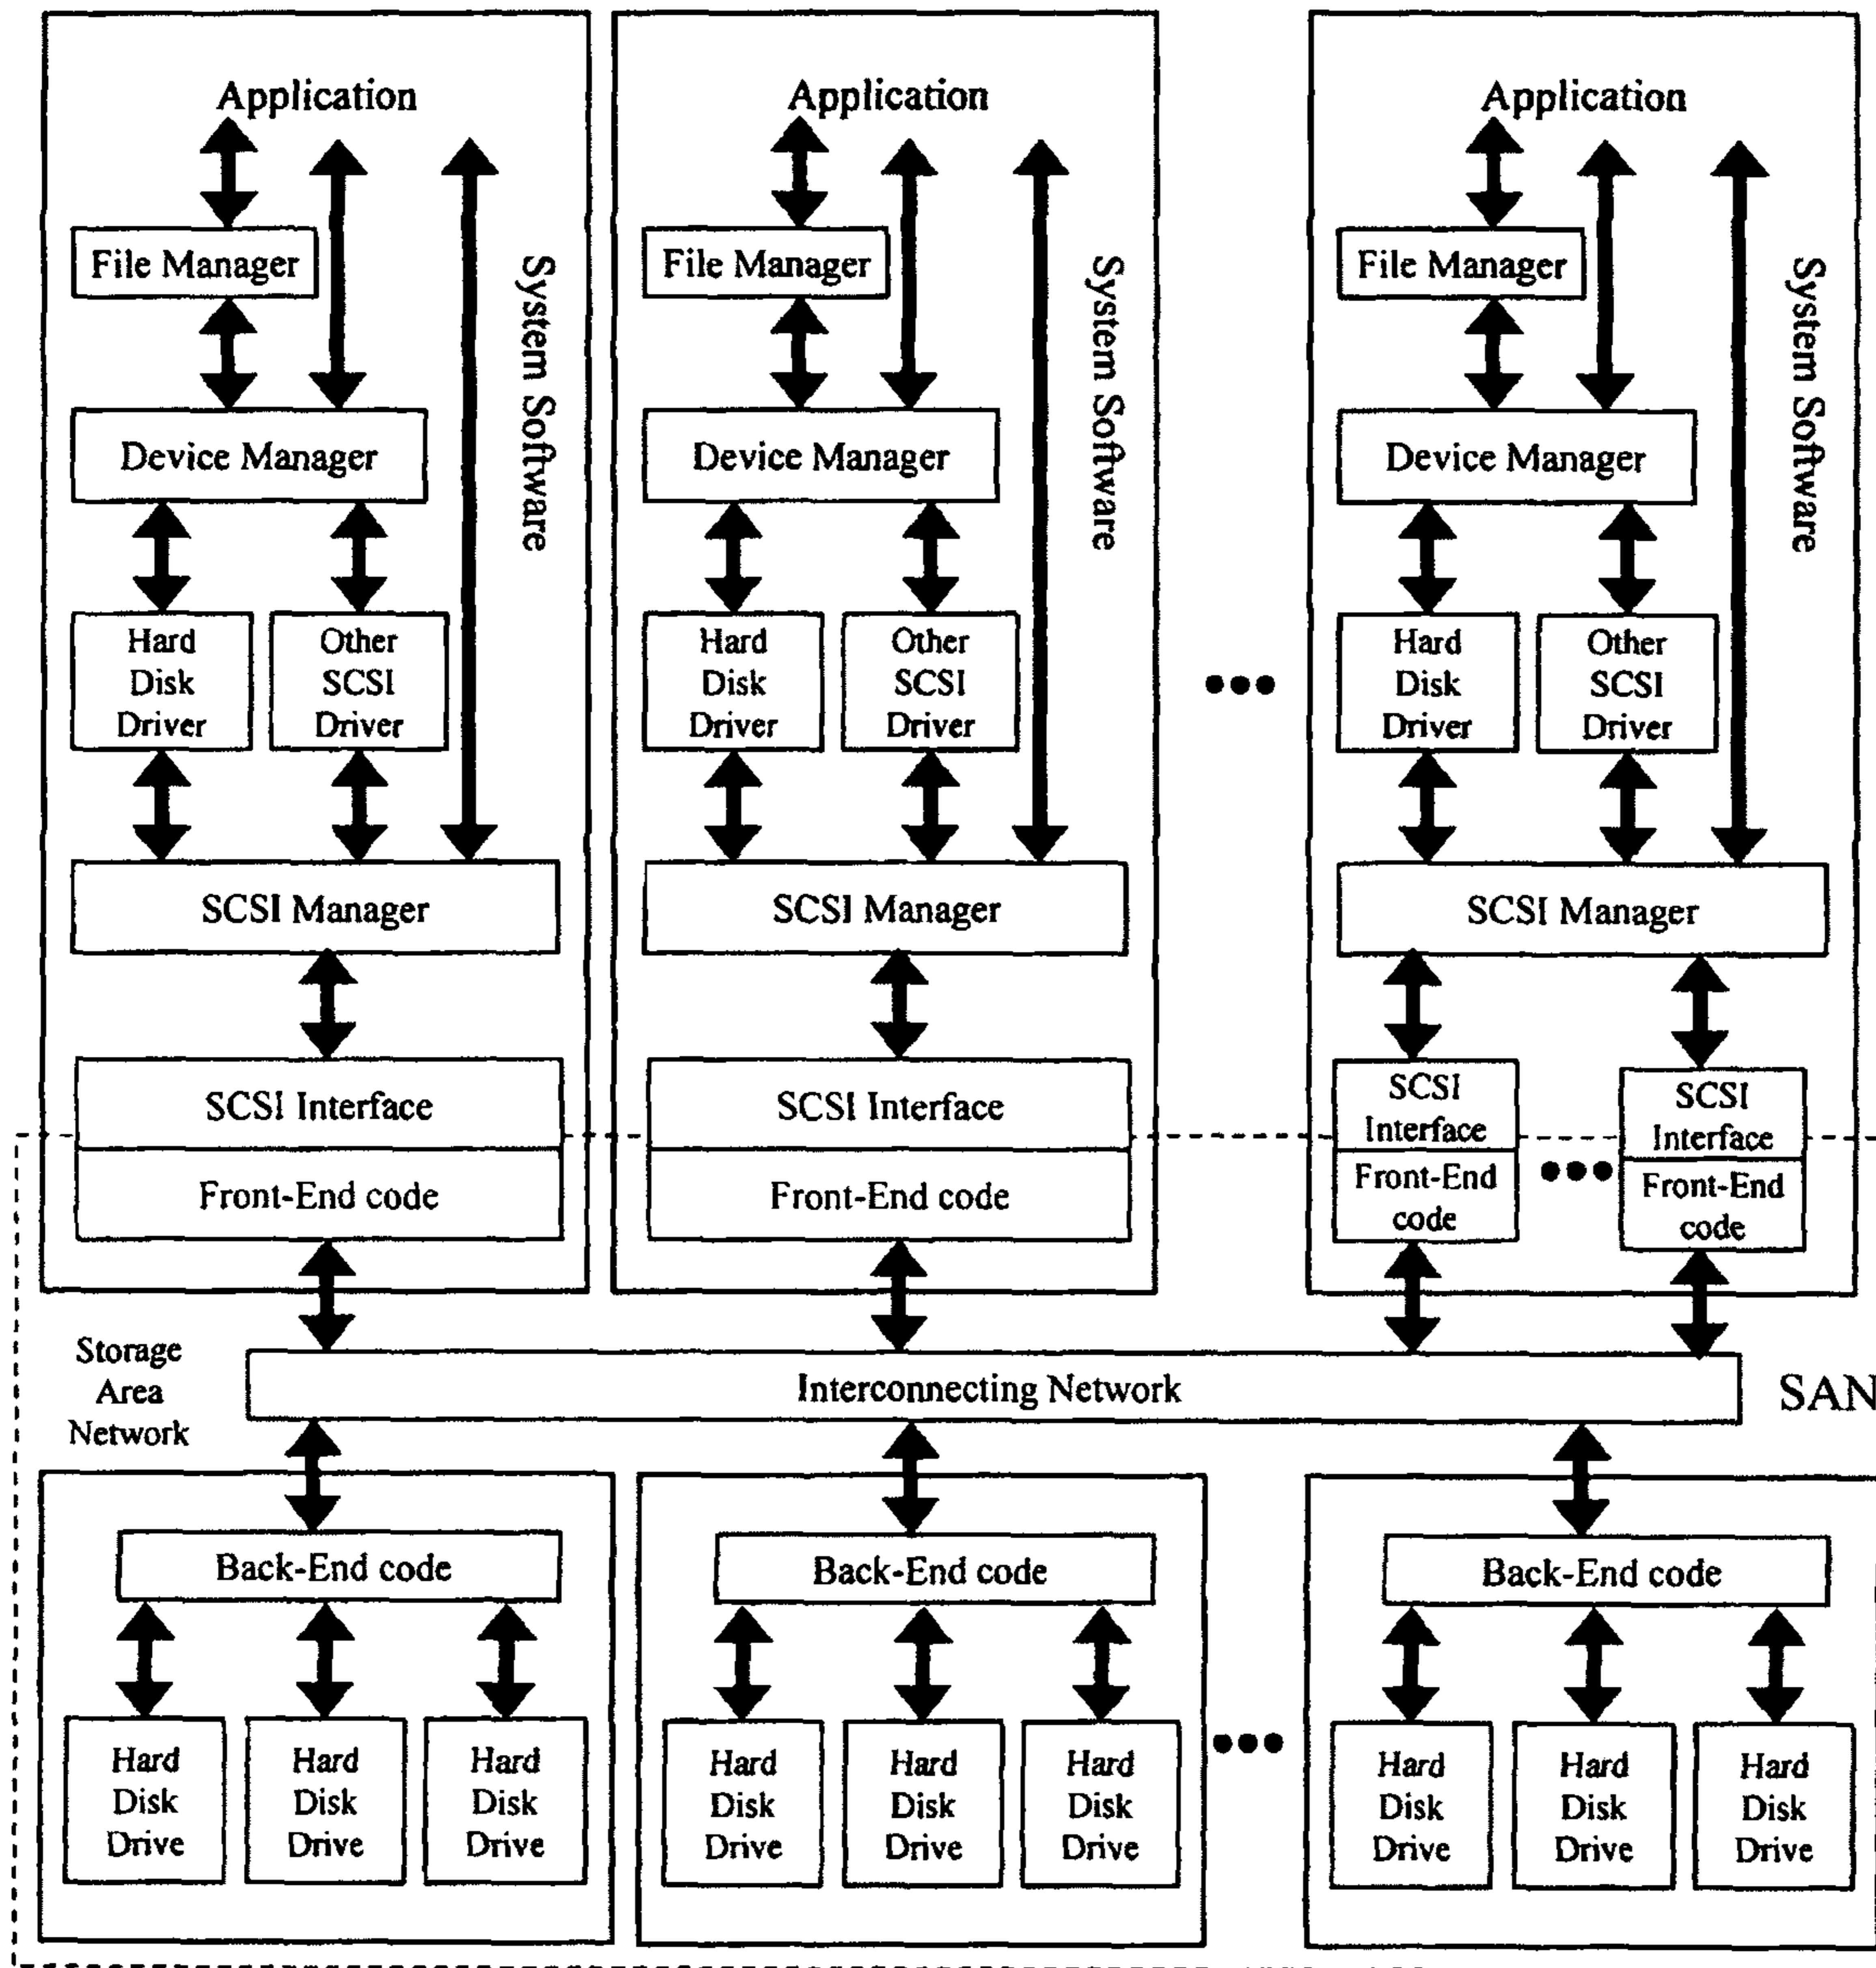 Application
File Manager
Device Manager
Hard
Disk
Driver
Other
SCSI
Driver
System Software
SCSI Manager
SCSI Interface
Front-End code
Application
File Manager
Device Manager
Hard
Disk
Driver
Other
SCSI
Driver
System Software
SCSI Manager
SCSI Interface
Front-End code
•••
Application
File Manager
Device Manager
Hard
Disk
Driver
Other
SCSI
Driver
System Software
SCSI Manager
SCSI
Interface
Front-End
code
•••
SCSI
Interface
Front-End
code
Storage
Area
Network
Interconnecting Network
SAN
Back-End code
Hard
Disk
Drive
Hard
Disk
Drive
Hard
Disk
Drive
Back-End code
Hard
Disk
Drive
Hard
Disk
Drive
Hard
Disk
Drive
•••
Back-End code
Hard
Disk
Drive
Hard
Disk
Drive
Hard
Disk
Drive